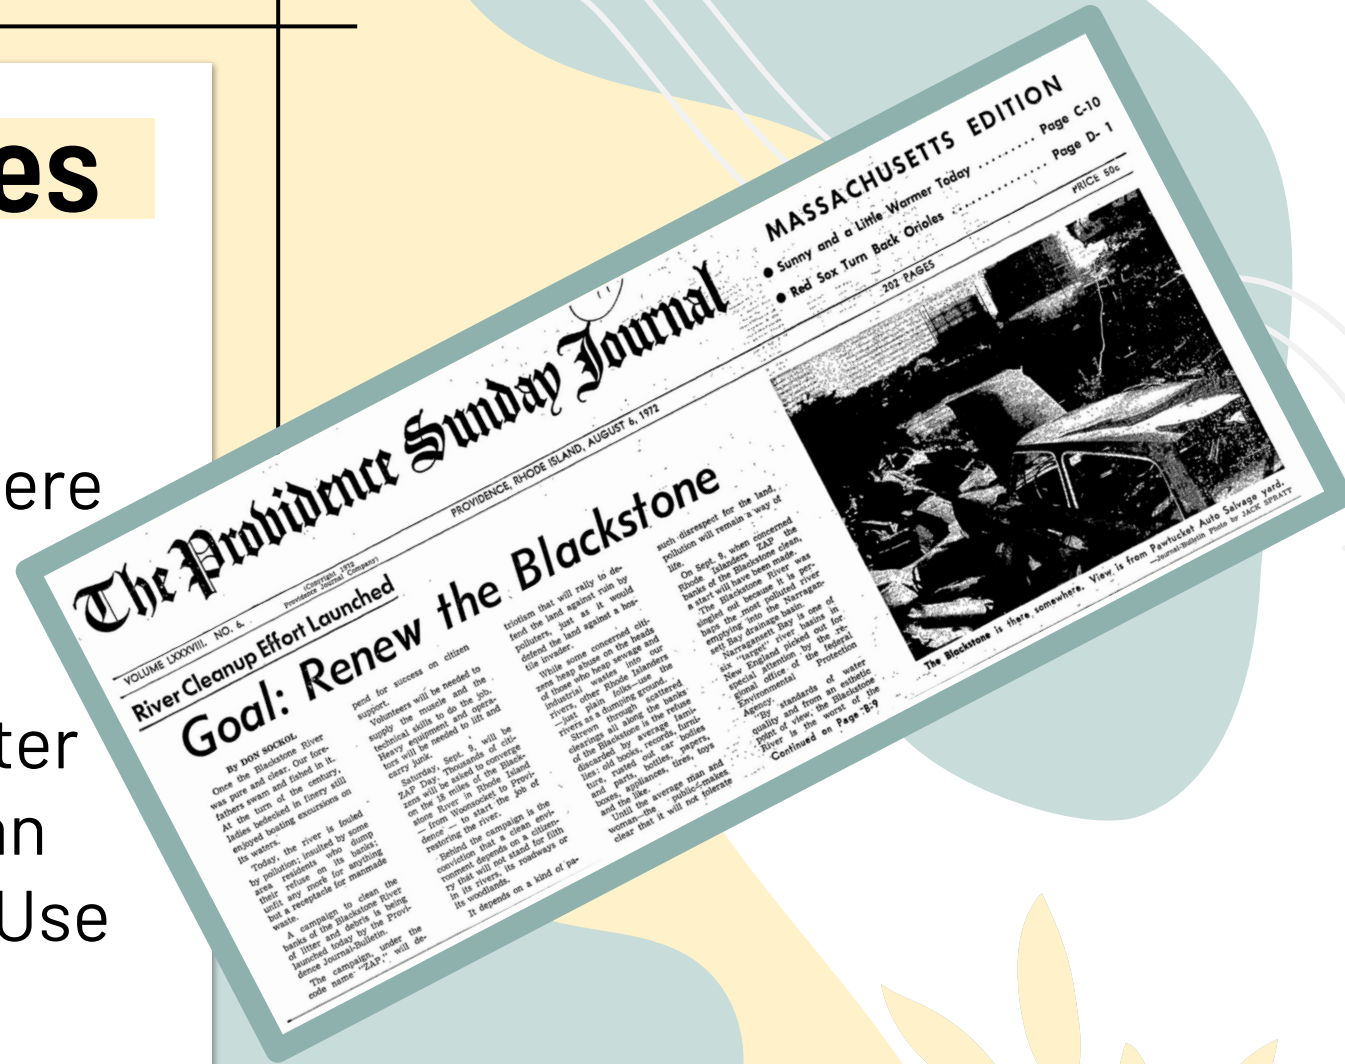 es
ere
ter
an
Use
MASSACHUSETTS EDITION
• Sunny and a Little Warmer Today ......... Page C-10
• Red Sox Turn Back Orioles .............. Page D- 1
The Providence Sunday Journal
(Copyright 1972
Providence Journal Company)
VOLUME LXXXVIII, NO. 6.
PROVIDENCE, RHODE ISLAND, AUGUST 6, 1972
202 PAGES
PRICE 50c
River Cleanup Effort Launched
Goal: Renew the Blackstone
By DON SOCKOL
Once the Blackstone River
was pure and clear. Our fore-
fathers swam and fished in it.
At the turn of the century,
ladies bedecked in finery still
enjoyed boating excursions on
its waters.
Today, the river is fouled
by pollution; insulted by some
area residents who dump
their refuse on its banks;
unfit any more for anything
but a receptacle for manmade
waste.
A campaign to clean the
banks of the Blackstone River
of litter and debris is being
launched today by the Provi-
dence Journal-Bulletin.
The campaign, under the
code name "ZAP," will de-
pend for success on citizen
support.
Volunteers will be needed to
supply the muscle and the
technical skills to do the job.
Heavy equipment and opera-
tors will be needed to lift and
carry junk.
Saturday, Sept. 9, will be
ZAP Day. Thousands of citi-
zens will be asked to converge
on the 18 miles of the Black-
stone River in Rhode Island
— from Woonsocket to Provi-
dence — to start the job of
restoring the river.
Behind the campaign is the
conviction that a clean envi-
ronment depends on a citizen-
ry that will not stand for filth
in its rivers, its roadways or
its woodlands.
It depends on a kind of pa-
triotism that will rally to de-
fend the land against ruin by
polluters, just as it would
defend the land against a hos-
tile invader.
While some concerned citi-
zens heap abuse on the heads
of those who heap sewage and
industrial wastes into our
rivers, other Rhode Islanders
—just plain folks—use the
rivers as a dumping ground.
Strewn through scattered
clearings all along the banks
of the Blackstone is the refuse
discarded by average fami-
lies: old books, records, furni-
ture, rusted out car bodies
and parts, bottles, papers,
boxes, appliances, tires, toys
and the like.
Until the average man and
woman—the public—makes
clear that it will not tolerate
such disrespect for the land,
pollution will remain a way of
life.
On Sept. 9, when concerned
Rhode Islanders ZAP the
banks of the Blackstone clean,
a start will have been made.
The Blackstone River was
singled out because it is per-
haps the most polluted river
emptying into the Narragan-
sett Bay drainage basin.
Narragansett Bay is one of
six "target" river basins in
New England picked out for
special attention by the re-
gional office of the federal
Environmental Protection
Agency.
"By standards of water
quality and from an esthetic
point of view, the Blackstone
River is the worst of the
Continued on Page B-9
The Blackstone is there, somewhere. View is from Pawtucket Auto Salvage yard.
—Journal-Bulletin Photo by JACK SPRATT